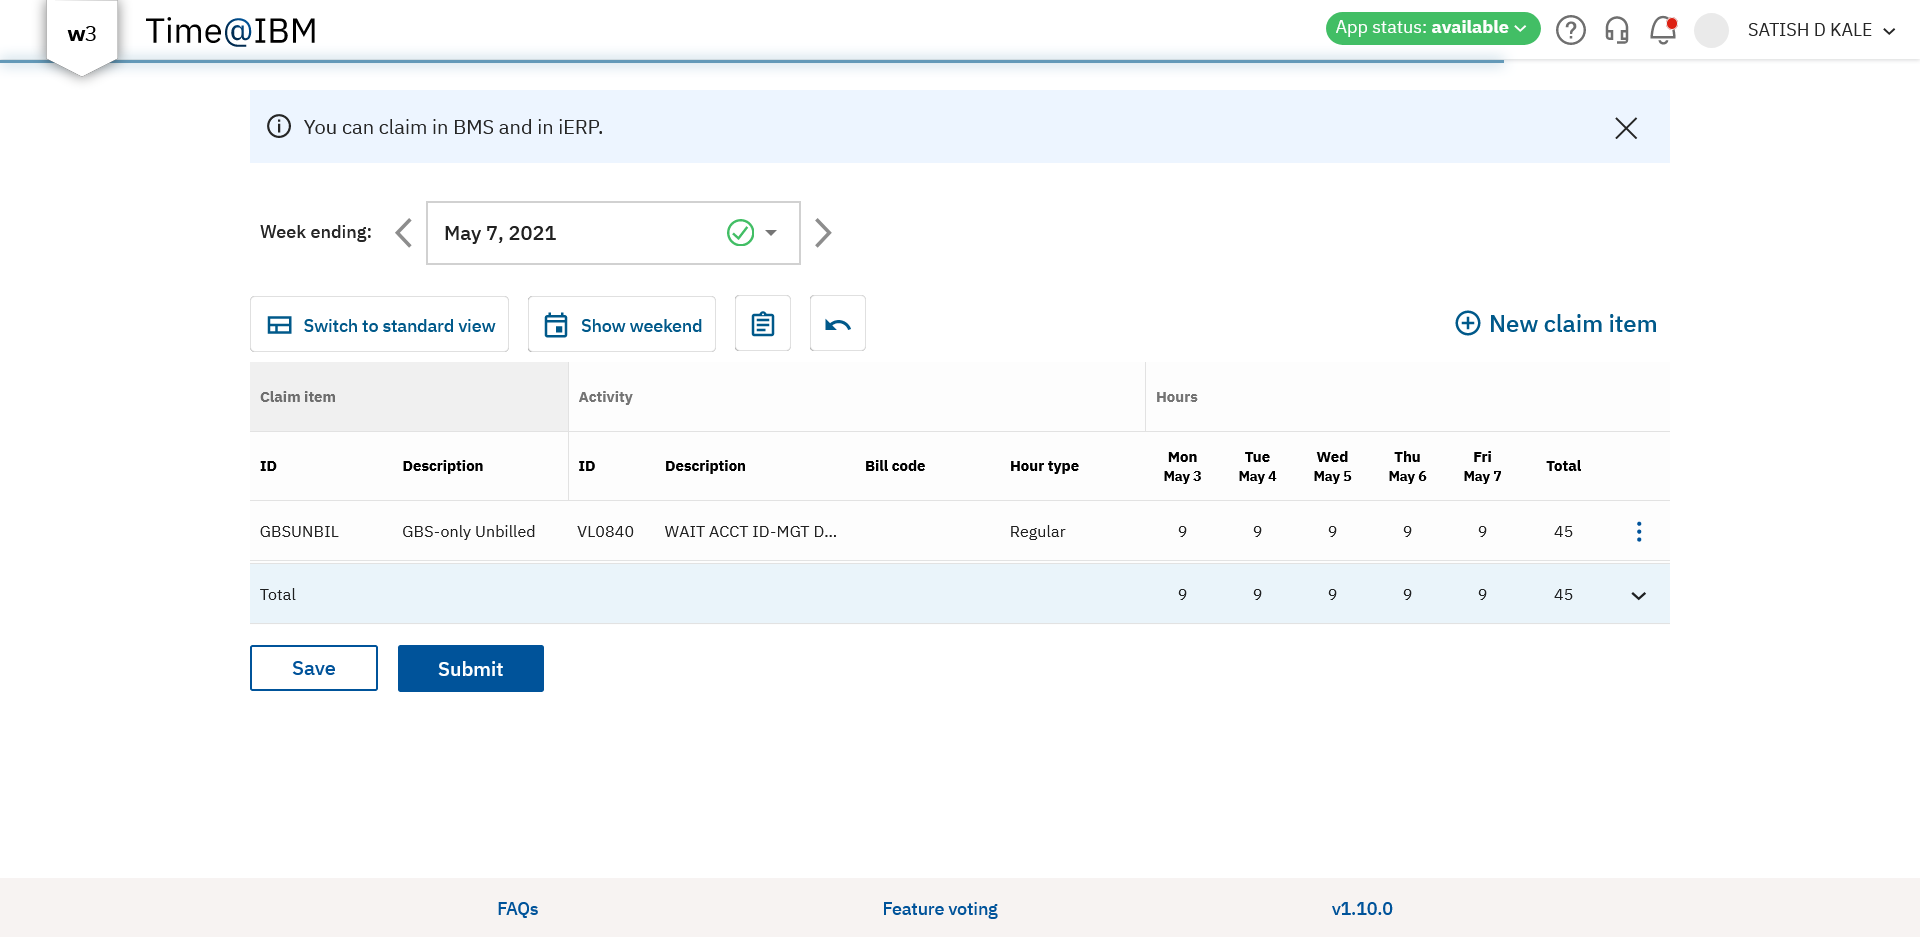 w3
Time@IBM
App status: available
SATISH D KALE
You can claim in BMS and in iERP.
Week ending:
May 7, 2021
Switch to standard view
Show weekend
New claim item
Claim item Activity Hours
ID Description ID Description Bill code Hour type Mon May 3 Tue May 4 Wed May 5 Thu May 6 Fri May 7 Total
GBSUNBIL GBS-only Unbilled VL0840 WAIT ACCT ID-MGT D... Regular 9 9 9 9 9 45
Total 9 9 9 9 9 45
Save
Submit
FAQs
Feature voting
v1.10.0